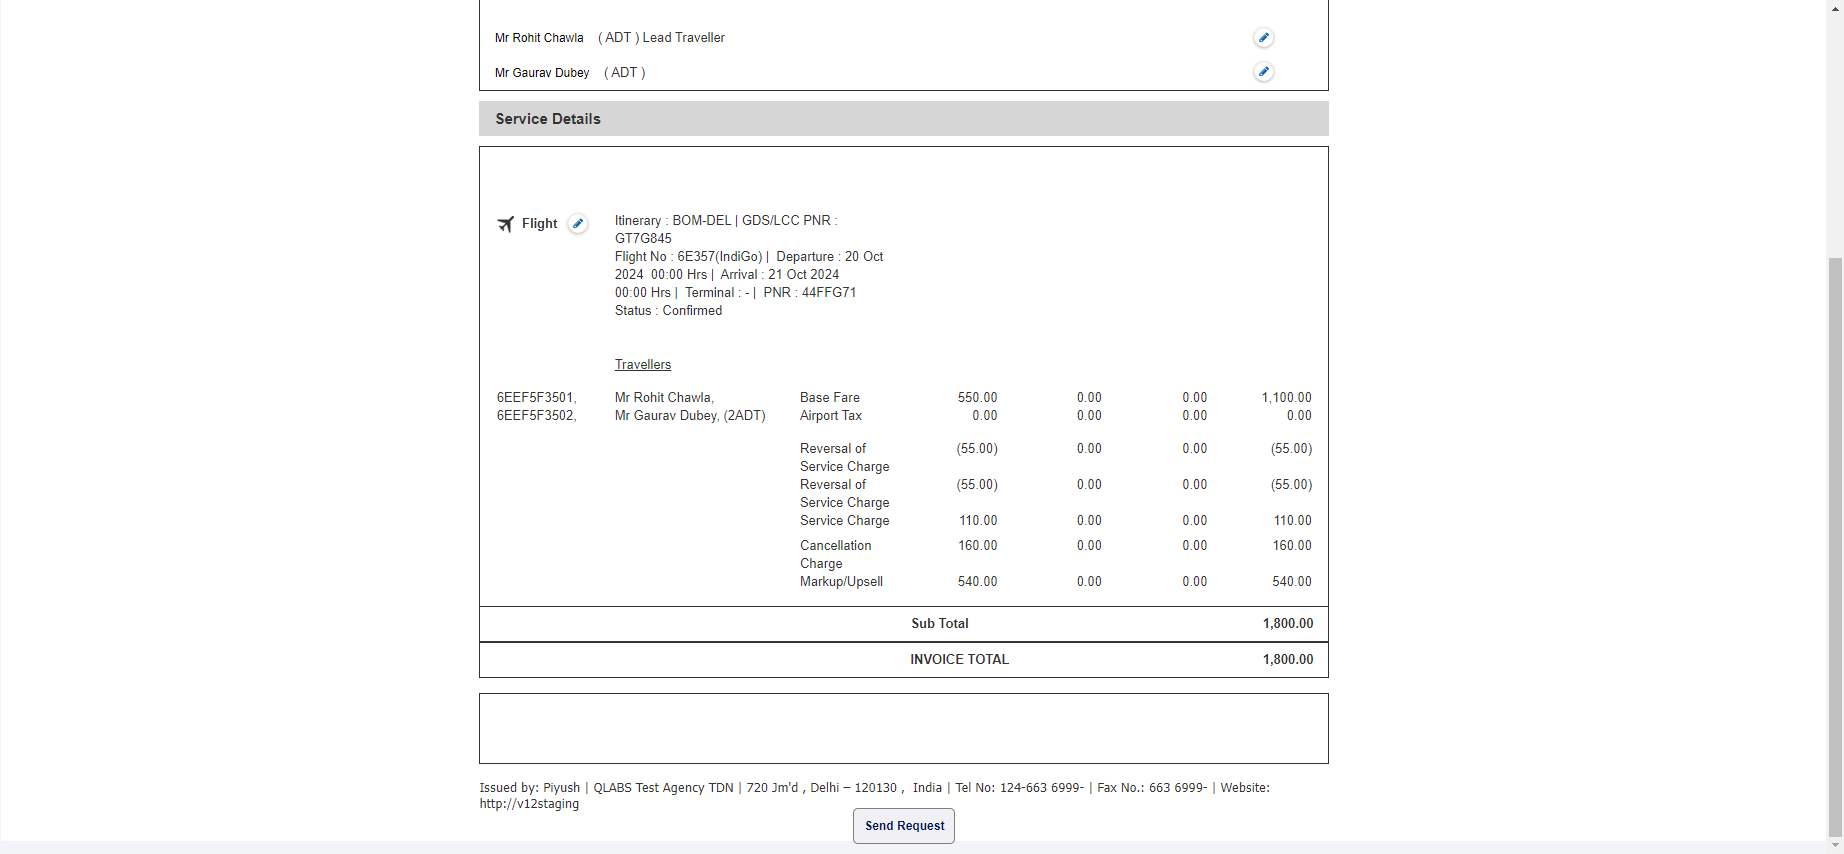 Mr Rohit Chawla ( ADT ) Lead Traveller
Mr Gaurav Dubey ( ADT )
Service Details
Flight
Itinerary : BOM-DEL | GDS/LCC PNR :
GT7G845
Flight No : 6E357(IndiGo) | Departure : 20 Oct
2024 00:00 Hrs | Arrival : 21 Oct 2024
00:00 Hrs | Terminal : - | PNR : 44FFG71
Status : Confirmed
Travellers
6EEF5F3501, Mr Rohit Chawla, Base Fare 550.00 0.00 0.00 1,100.00
6EEF5F3502, Mr Gaurav Dubey, (2ADT) Airport Tax 0.00 0.00 0.00 0.00
Reversal of (55.00) 0.00 0.00 (55.00)
Service Charge
Reversal of (55.00) 0.00 0.00 (55.00)
Service Charge
Service Charge 110.00 0.00 0.00 110.00
Cancellation 160.00 0.00 0.00 160.00
Charge
Markup/Upsell 540.00 0.00 0.00 540.00
Sub Total 1,800.00
INVOICE TOTAL 1,800.00
Issued by: Piyush | QLABS Test Agency TDN | 720 Jm'd , Delhi – 120130 , India | Tel No: 124-663 6999- | Fax No.: 663 6999- | Website:
http://v12staging
Send Request